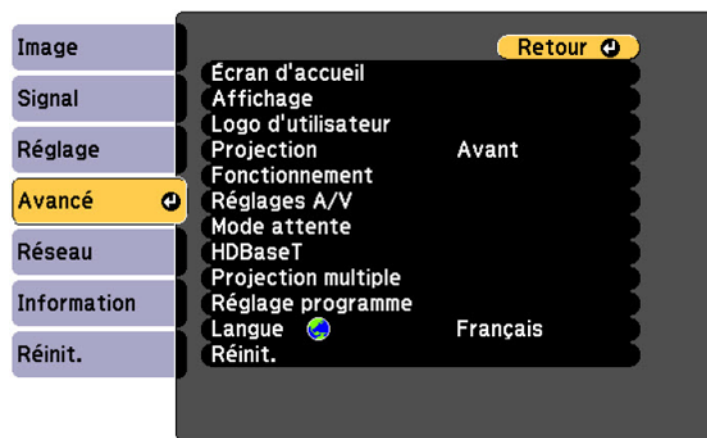 Image
Signal
Réglage
Avancé
Réseau
Information
Réinit.
Retour
Écran d'accueil
Affichage
Logo d'utilisateur
Projection Avant
Fonctionnement
Réglages A/V
Mode attente
HDBaseT
Projection multiple
Réglage programme
Langue Français
Réinit.